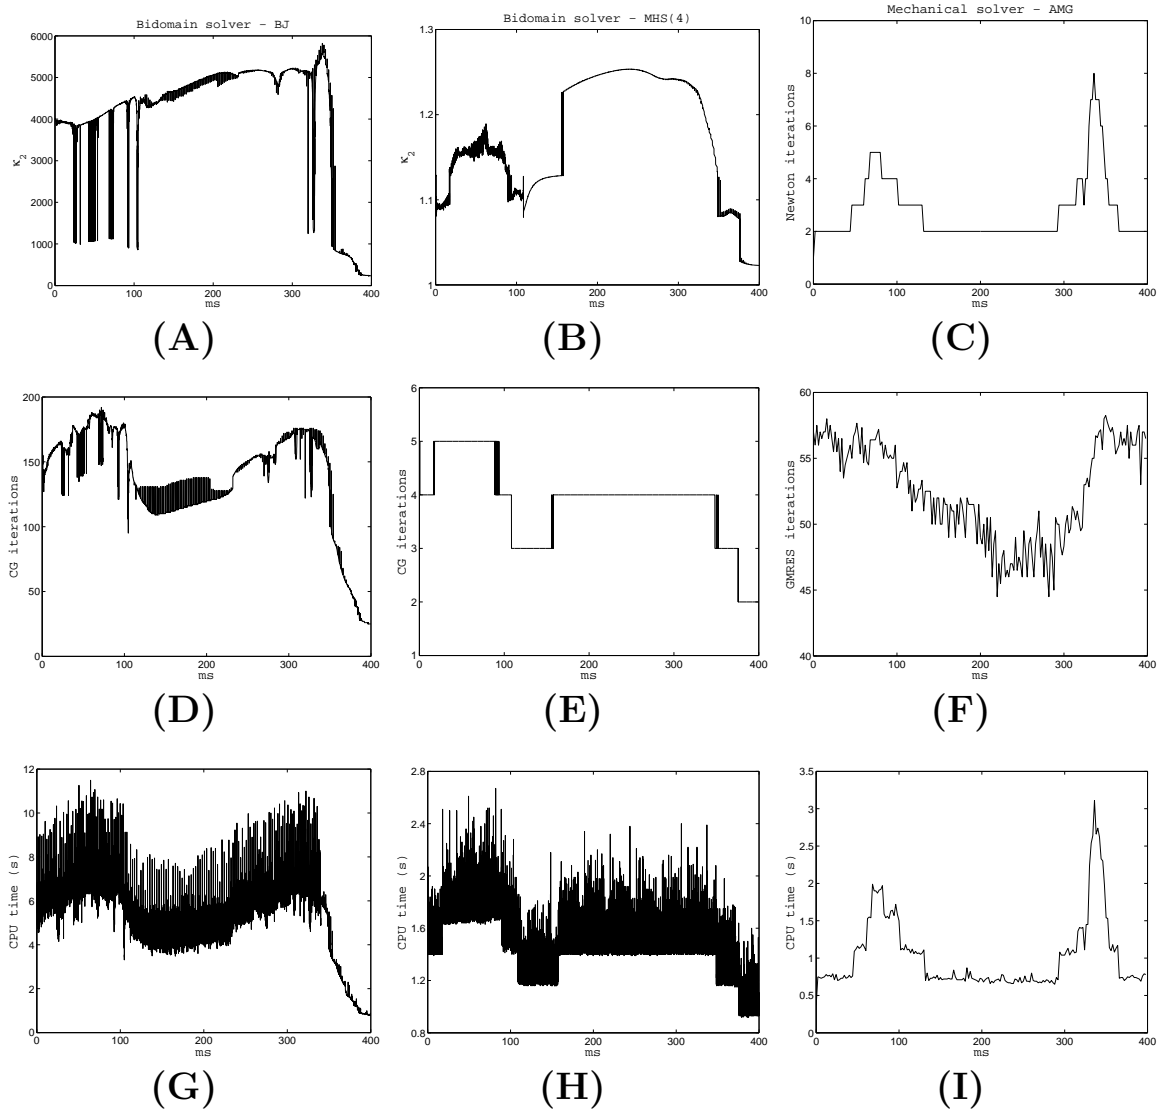 Bidomain solver - BJ
6000
5000
4000
3000
2000
1000
0
κ₂
0 100 200 300 400
ms
(A)
Bidomain solver - MHS(4)
1.3
1.2
1.1
1
κ₂
0 100 200 300 400
ms
(B)
Mechanical solver - AMG
10
8
6
4
2
0
Newton iterations
0 100 200 300 400
ms
(C)
200
150
100
50
0
CG iterations
0 100 200 300 400
ms
(D)
6
5
4
3
2
1
CG iterations
0 100 200 300 400
ms
(E)
60
55
50
45
40
GMRES iterations
0 100 200 300 400
ms
(F)
12
10
8
6
4
2
0
CPU time (s)
0 100 200 300 400
ms
(G)
2.8
2.4
2
1.6
1.2
0.8
CPU time (s)
0 100 200 300 400
ms
(H)
3.5
3
2.5
2
1.5
1
0.5
0
CPU time (s)
0 100 200 300 400
ms
(I)